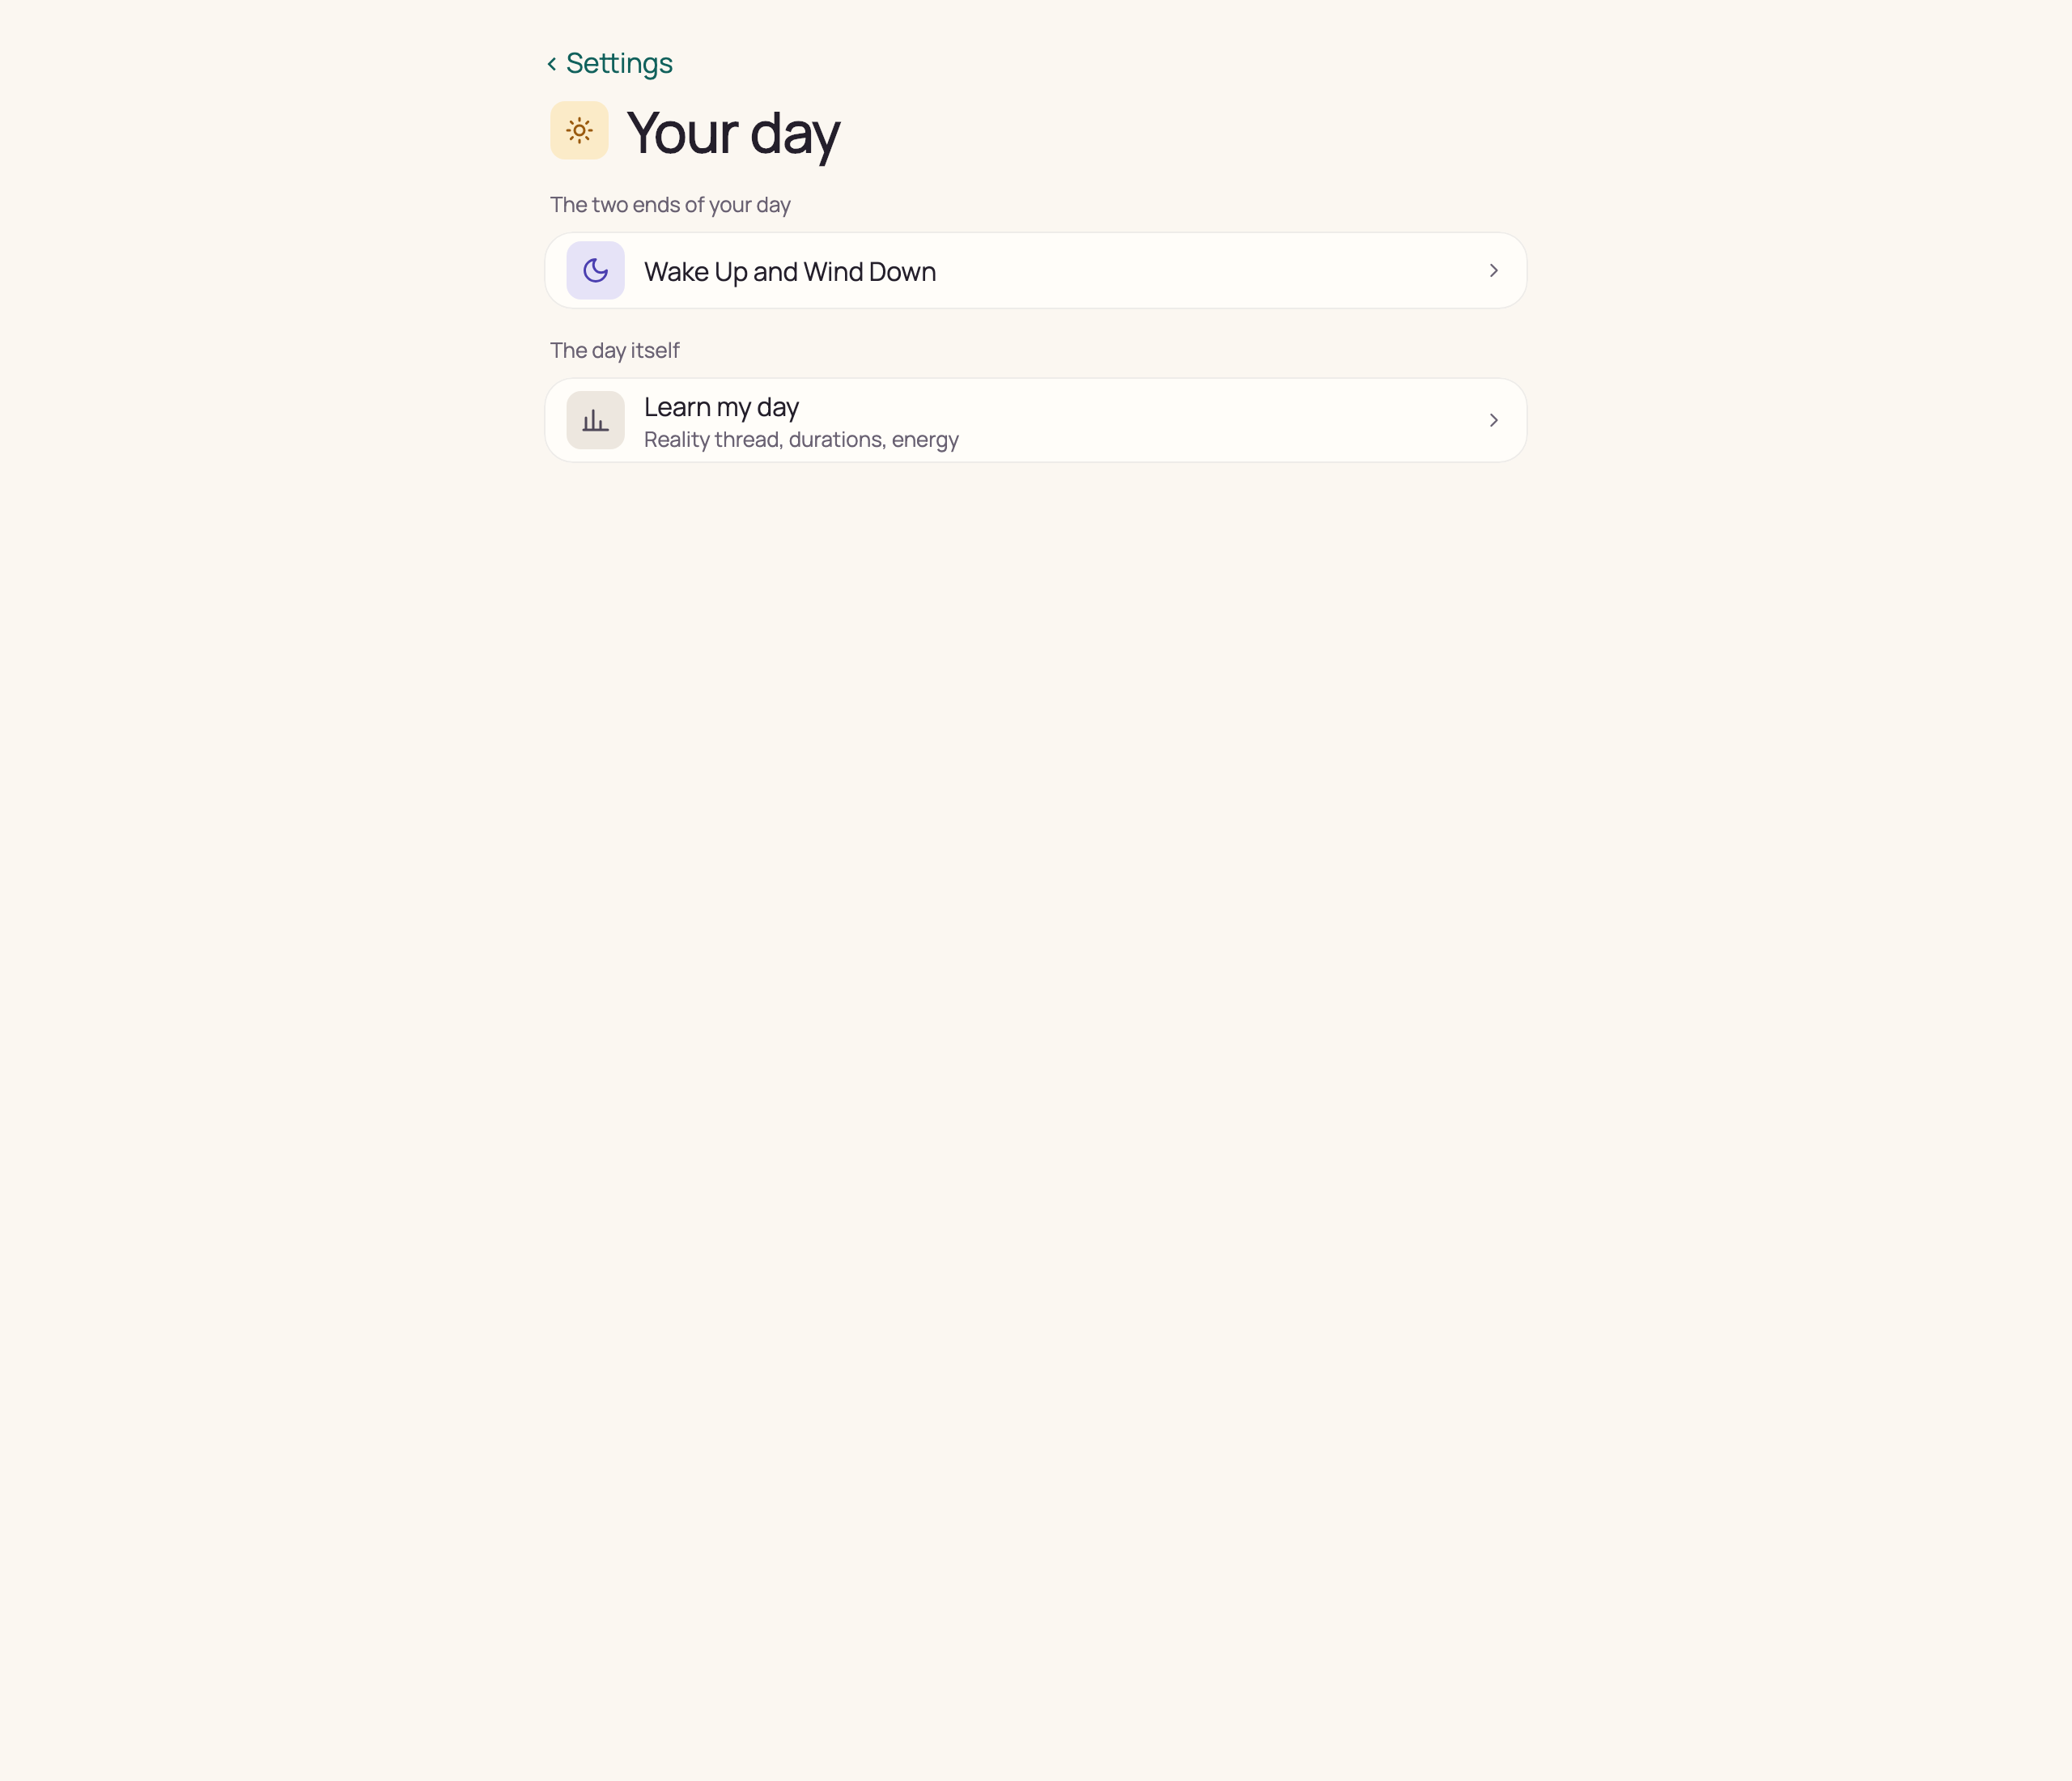 Settings
Your day
The two ends of your day
Wake Up and Wind Down
The day itself
Learn my day
Reality thread, durations, energy